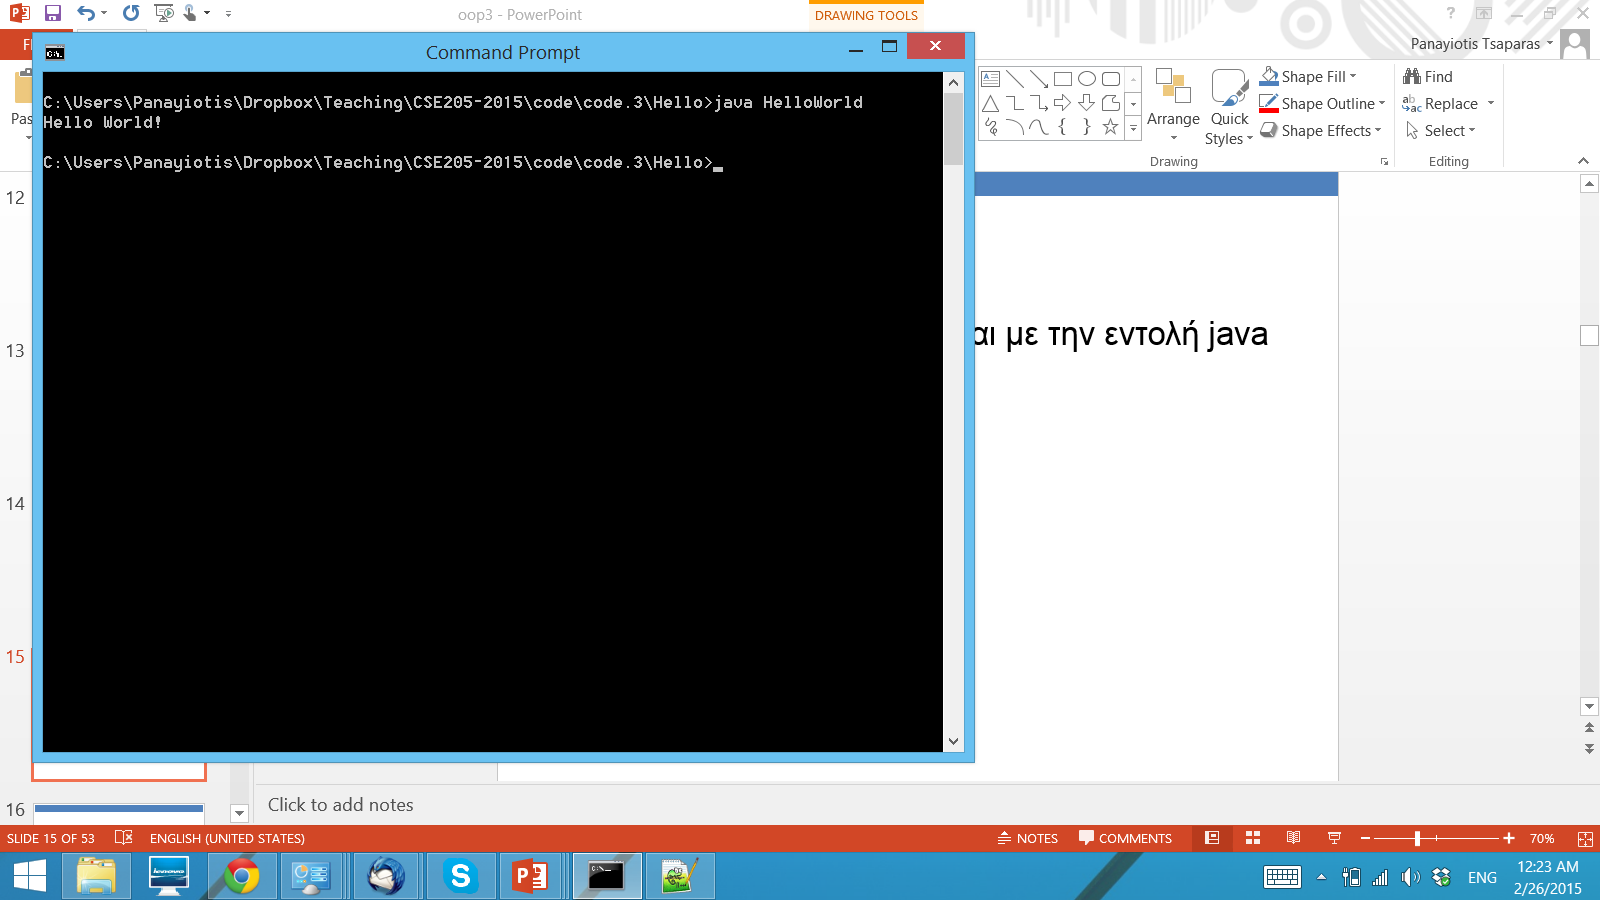 oop3 - PowerPoint
DRAWING TOOLS
?
Command Prompt
Panayiotis Tsaparas
C:\Users\Panayiotis\Dropbox\Teaching\CSE205-2015\code\code.3\Hello>java HelloWorld
Hello World!
C:\Users\Panayiotis\Dropbox\Teaching\CSE205-2015\code\code.3\Hello>
Arrange
Quick
Styles
Shape Fill
Shape Outline
Shape Effects
Drawing
Find
Replace
Select
Editing
12
13
14
15
16
αι με την εντολή java
Click to add notes
SLIDE 15 OF 53
ENGLISH (UNITED STATES)
NOTES
COMMENTS
70%
ENG
12:23 AM
2/26/2015